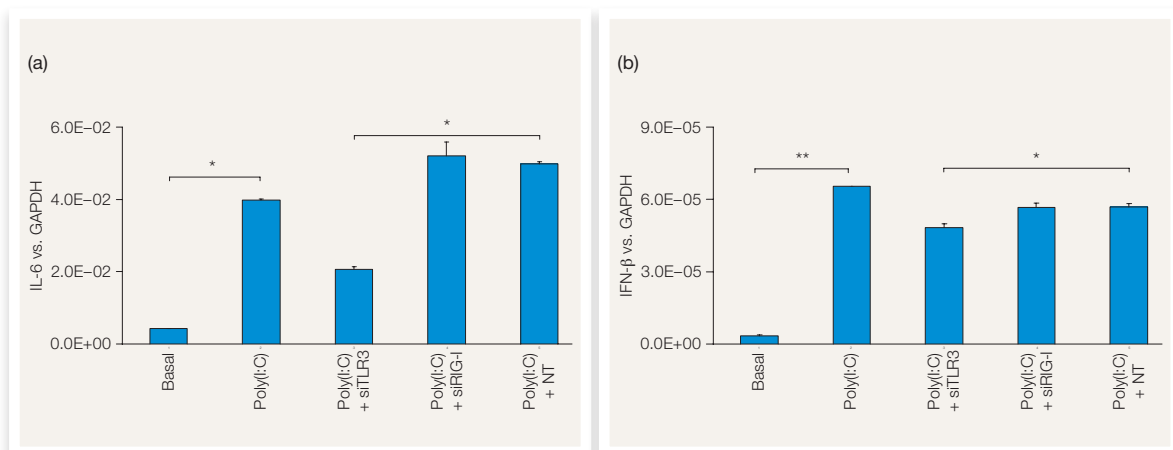 (a)
IL-6 vs. GAPDH
6.0E−02
4.0E−02
2.0E−02
0.0E+00
*
*
Basal
Poly(I:C)
Poly(I:C)
+ siTLR3
Poly(I:C)
+ siRIG-I
Poly(I:C)
+ NT
(b)
IFN-β vs. GAPDH
9.0E−05
6.0E−05
3.0E−05
0.0E+00
**
*
Basal
Poly(I:C)
Poly(I:C)
+ siTLR3
Poly(I:C)
+ siRIG-I
Poly(I:C)
+ NT